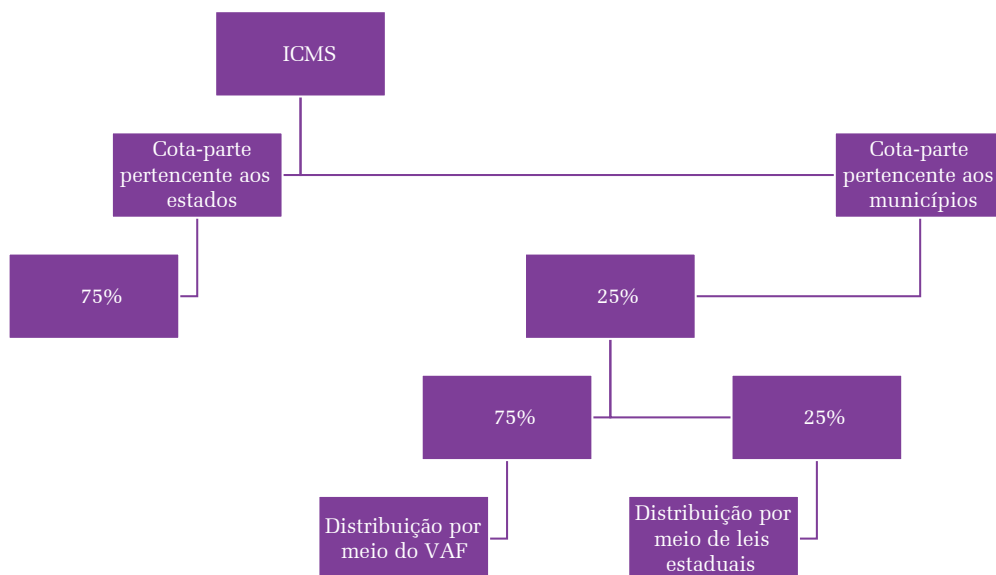 ICMS
Cota-parte
pertencente aos
estados
Cota-parte
pertencente aos
municípios
75%
25%
75%
25%
Distribuição por
meio do VAF
Distribuição por
meio de leis
estaduais